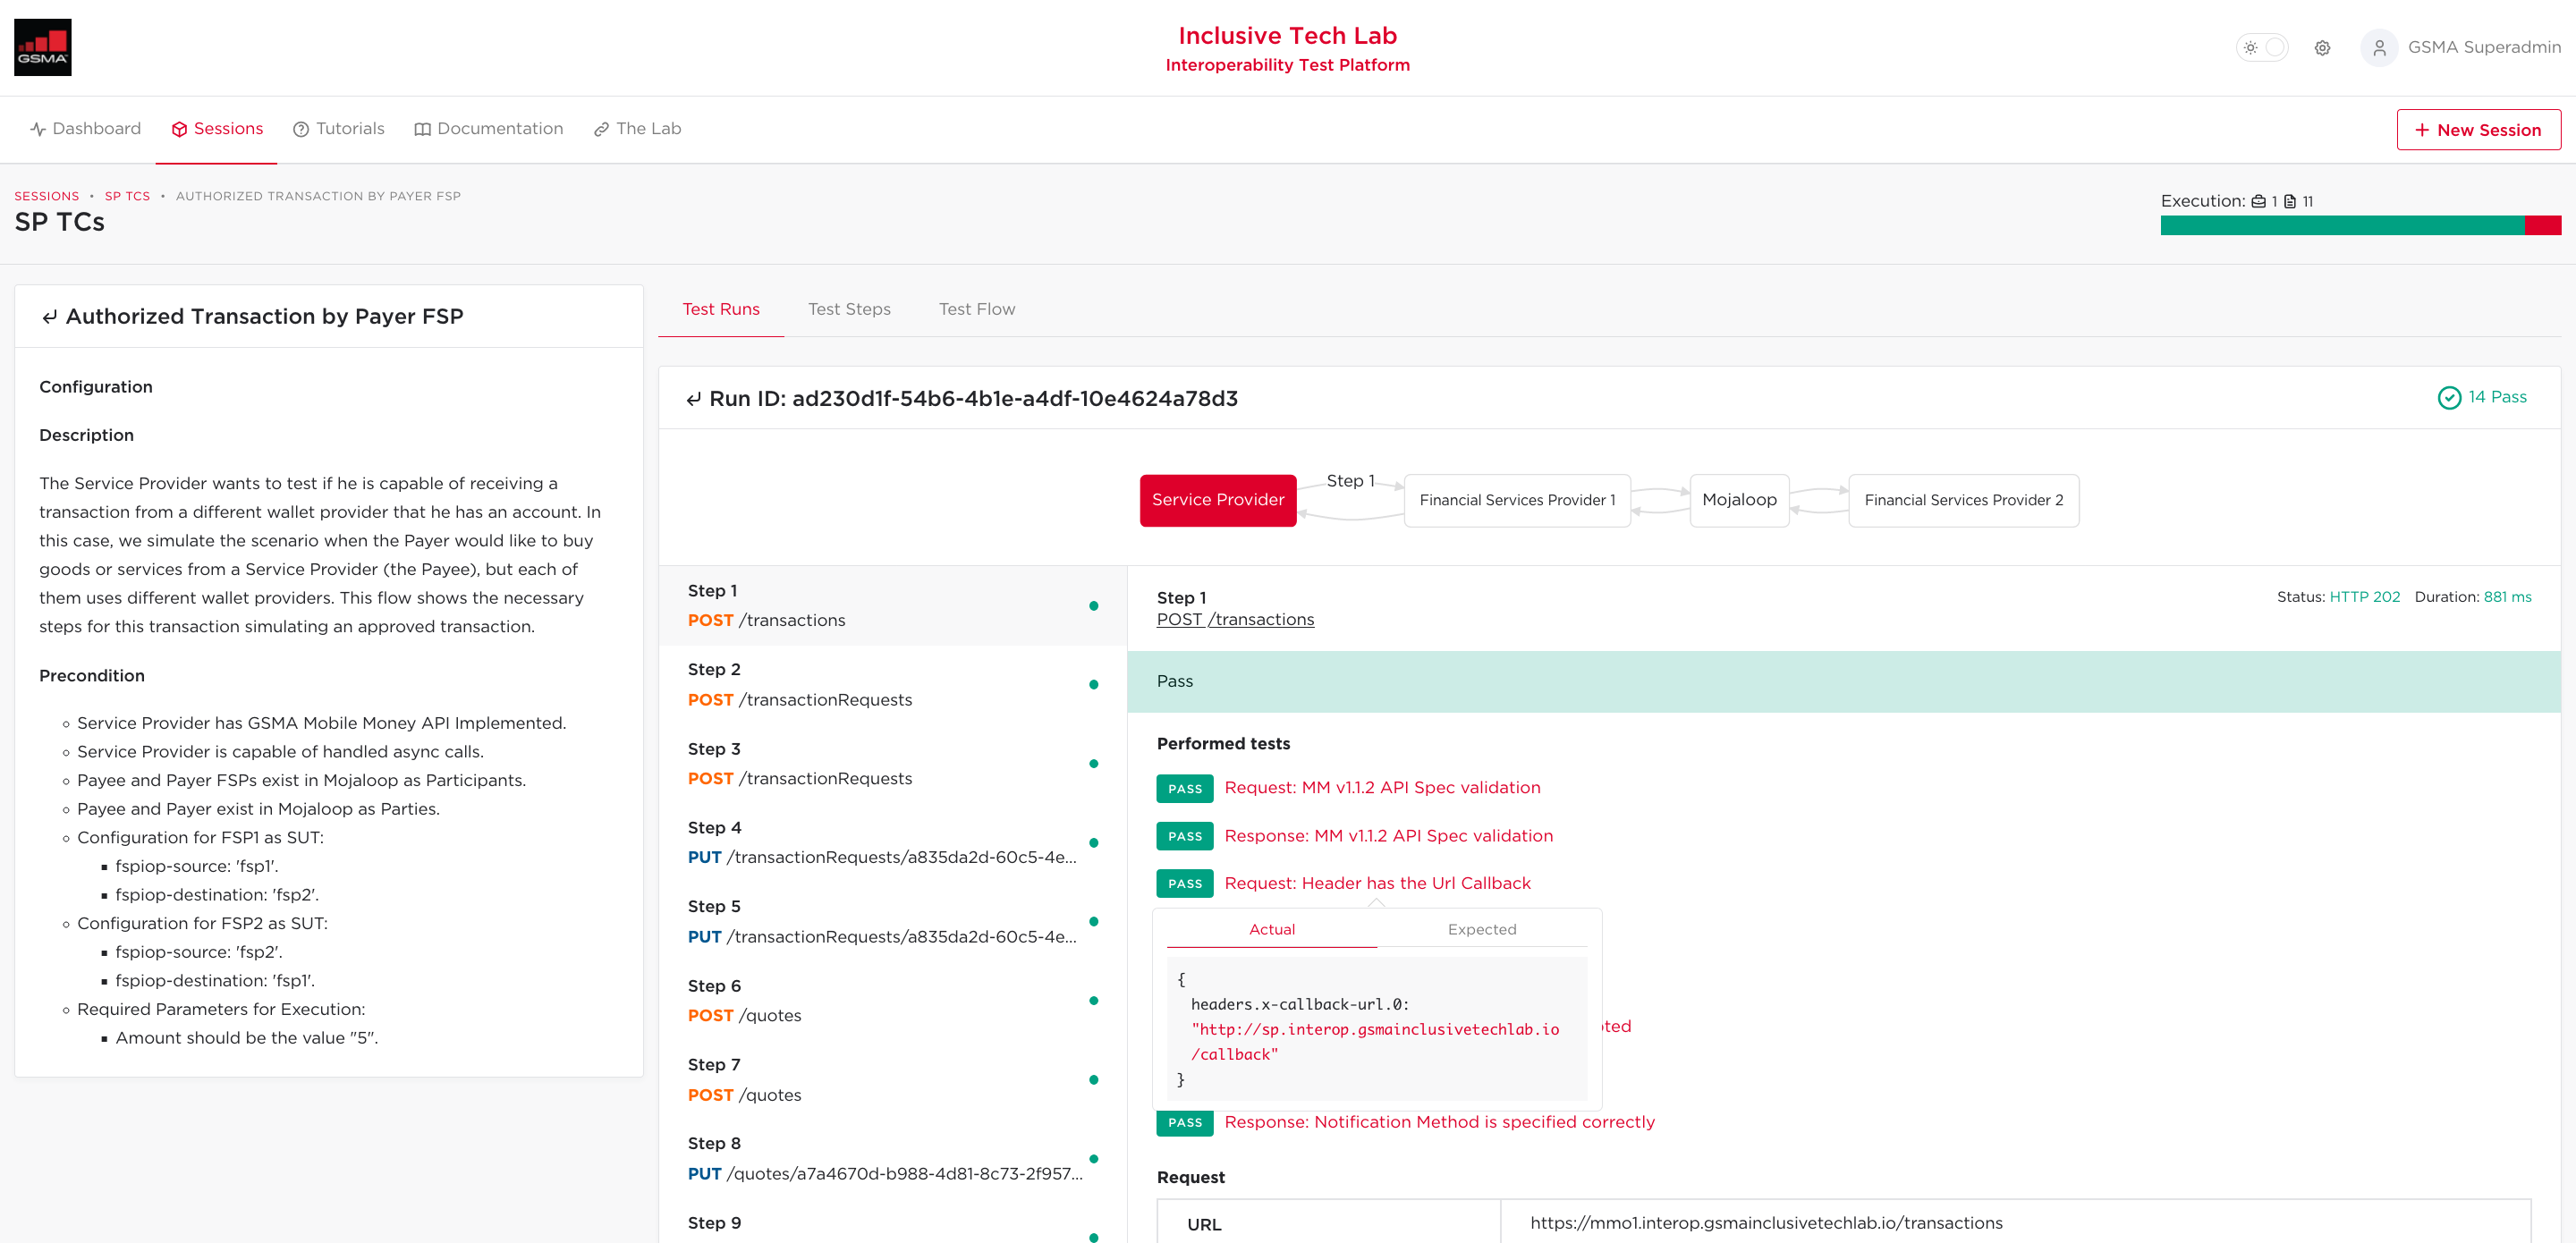 GSMA
Inclusive Tech Lab
Interoperability Test Platform
GSMA Superadmin
Dashboard
Sessions
Tutorials
Documentation
The Lab
+ New Session
SESSIONS • SP TCS • AUTHORIZED TRANSACTION BY PAYER FSP
SP TCs
Execution: 1 11
Authorized Transaction by Payer FSP
Configuration
Description
The Service Provider wants to test if he is capable of receiving a
transaction from a different wallet provider that he has an account. In
this case, we simulate the scenario when the Payer would like to buy
goods or services from a Service Provider (the Payee), but each of
them uses different wallet providers. This flow shows the necessary
steps for this transaction simulating an approved transaction.
Precondition
Service Provider has GSMA Mobile Money API Implemented.
Service Provider is capable of handled async calls.
Payee and Payer FSPs exist in Mojaloop as Participants.
Payee and Payer exist in Mojaloop as Parties.
Configuration for FSP1 as SUT:
fspiop-source: 'fsp1'.
fspiop-destination: 'fsp2'.
Configuration for FSP2 as SUT:
fspiop-source: 'fsp2'.
fspiop-destination: 'fsp1'.
Required Parameters for Execution:
Amount should be the value "5".
Test Runs
Test Steps
Test Flow
Run ID: ad230d1f-54b6-4b1e-a4df-10e4624a78d3
14 Pass
Service Provider
Step 1
Financial Services Provider 1
Mojaloop
Financial Services Provider 2
Step 1
POST /transactions
Step 2
POST /transactionRequests
Step 3
POST /transactionRequests
Step 4
PUT /transactionRequests/a835da2d-60c5-4e...
Step 5
PUT /transactionRequests/a835da2d-60c5-4e...
Step 6
POST /quotes
Step 7
POST /quotes
Step 8
PUT /quotes/a7a4670d-b988-4d81-8c73-2f957...
Step 9
Step 1
POST /transactions
Status: HTTP 202 Duration: 881 ms
Pass
Performed tests
PASS Request: MM v1.1.2 API Spec validation
PASS Response: MM v1.1.2 API Spec validation
PASS Request: Header has the Url Callback
Actual
Expected
{
headers.x-callback-url.0:
"http://sp.interop.gsmainclusivetechlab.io
/callback"
}
PASS Response: Notification Method is specified correctly
Request
URL
https://mmo1.interop.gsmainclusivetechlab.io/transactions